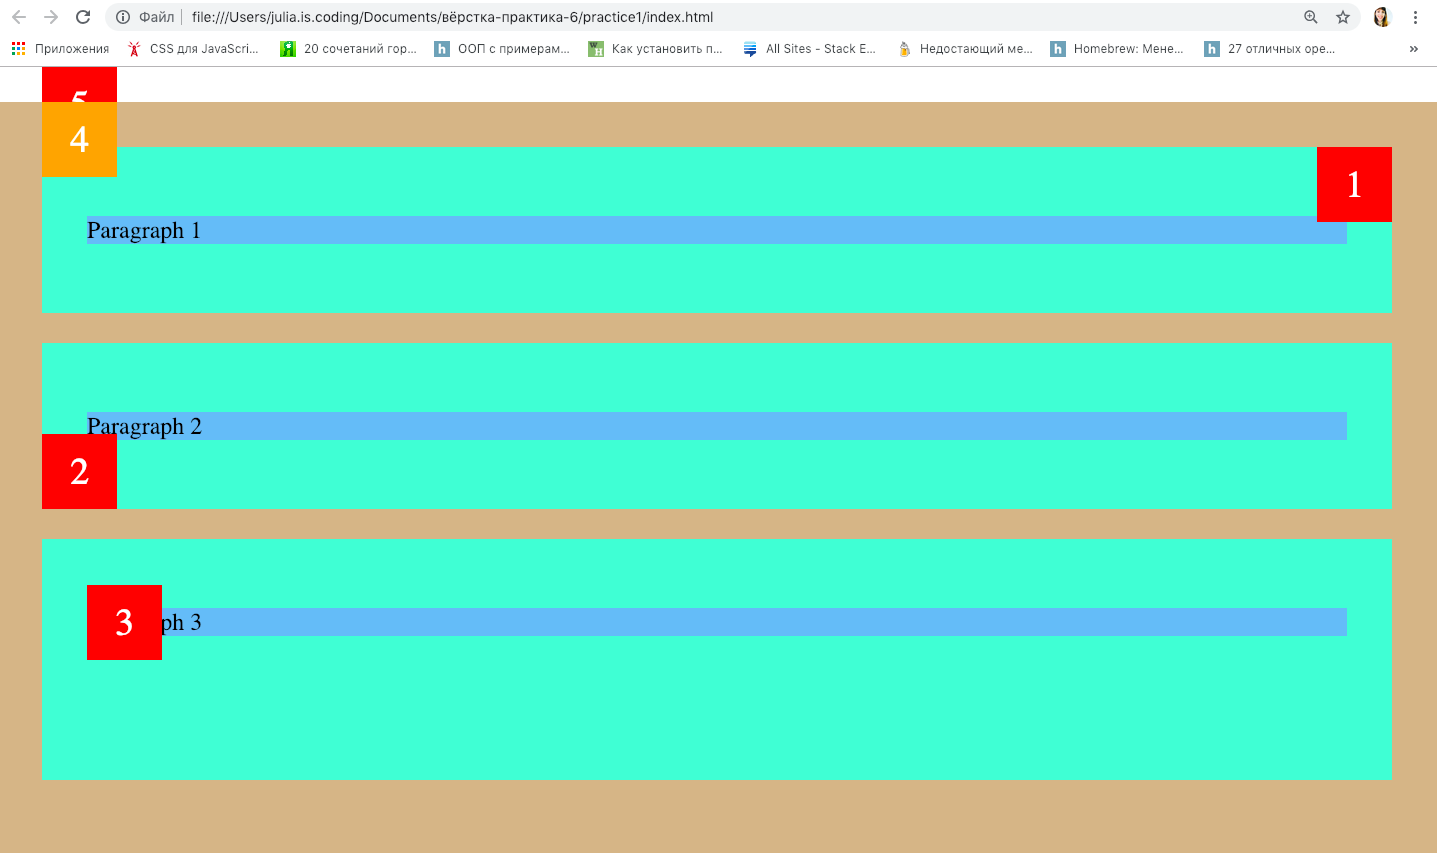 Файл file:///Users/julia.is.coding/Documents/вёрстка-практика-6/practice1/index.html
Приложения CSS для JavaScri... 20 сочетаний гор... ООП с примерам... Как установить п... All Sites - Stack E... Недостающий ме... Homebrew: Мене... 27 отличных оре... »
5
4
1
Paragraph 1
Paragraph 2
2
3 ph 3